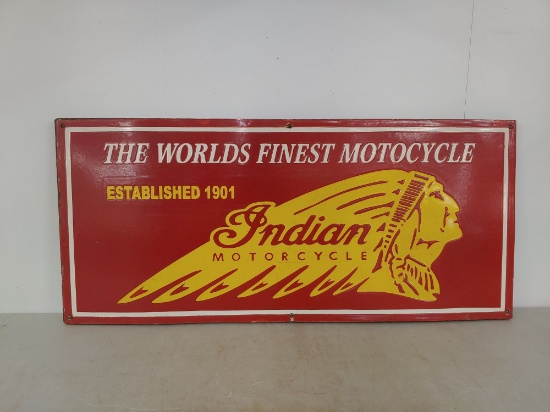 THE WORLDS FINEST MOTOCYCLE
ESTABLISHED 1901
Indian
MOTORCYCLE